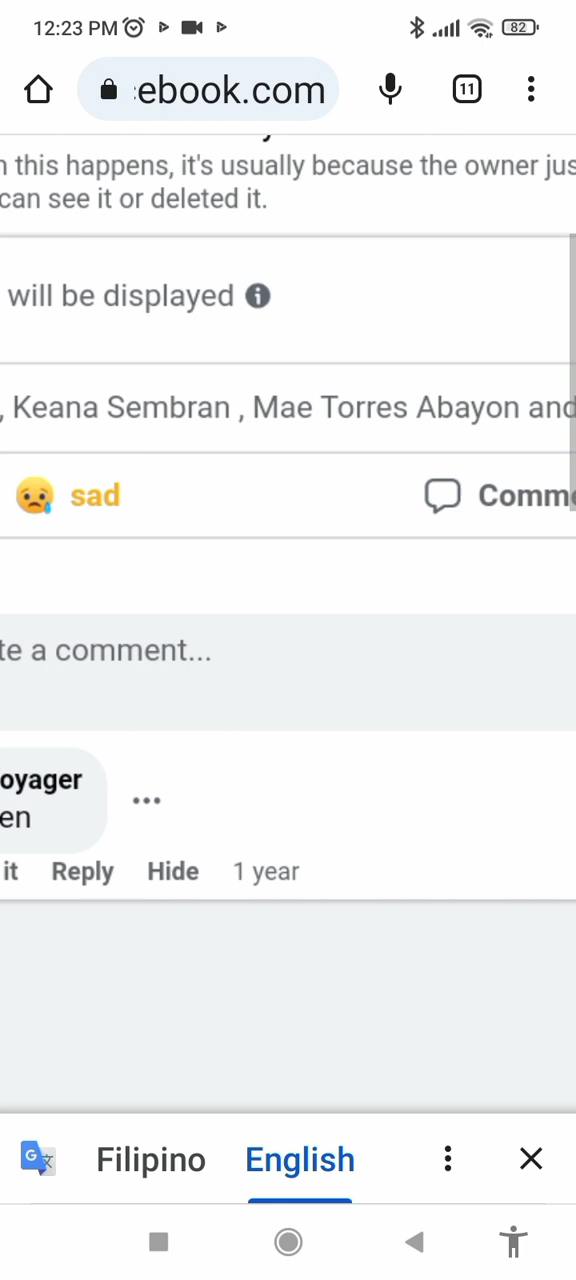 12:23 PM 82
:ebook.com 11
this happens, it's usually because the owner jus
can see it or deleted it.
will be displayed
, Keana Sembran , Mae Torres Abayon and
sad Comme
te a comment...
oyager
en
it Reply Hide 1 year
Filipino English